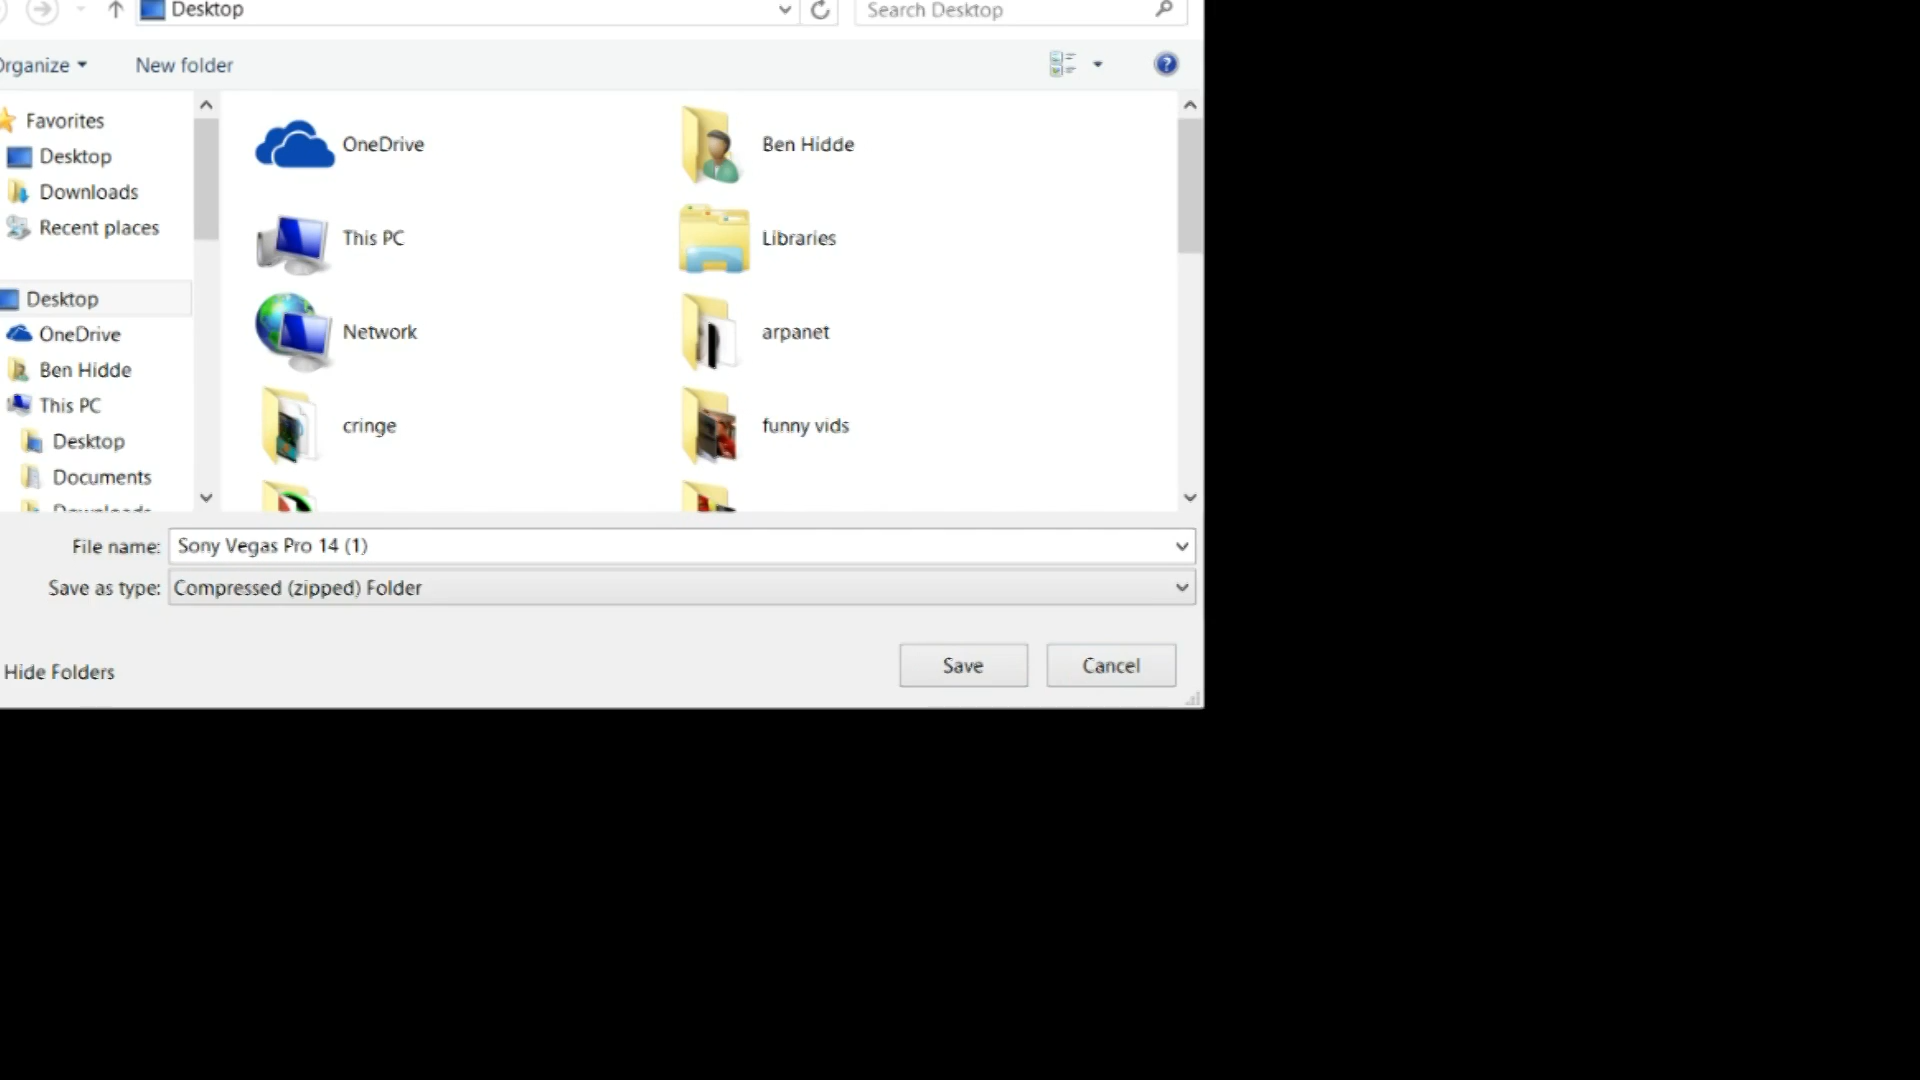 Desktop
Search Desktop
Organize
New folder
Favorites
Desktop
Downloads
Recent places
Desktop
OneDrive
Ben Hidde
This PC
Desktop
Documents
OneDrive
Ben Hidde
This PC
Libraries
Network
arpanet
cringe
funny vids
File name: Sony Vegas Pro 14 (1)
Save as type: Compressed (zipped) Folder
Hide Folders
Save
Cancel